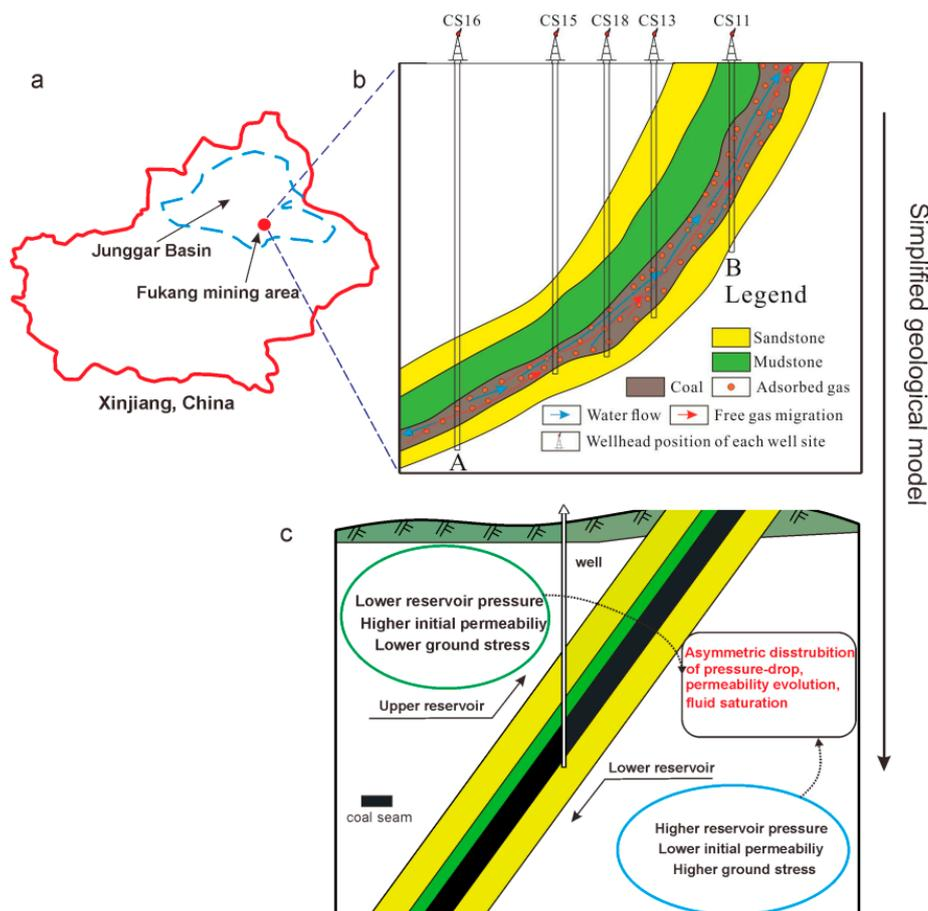 a
Junggar Basin
Fukang mining area
Xinjiang, China
b
CS16 CS15 CS18 CS13 CS11
A
B
Legend
Sandstone
Mudstone
Coal
Adsorbed gas
Water flow
Free gas migration
Wellhead position of each well site
Simplified geological model
c
well
Lower reservoir pressure
Higher initial permeabiliy
Lower ground stress
Upper reservoir
Asymmetric disstrubition
of pressure-drop,
permeability evolution,
fluid saturation
Lower reservoir
coal seam
Higher reservoir pressure
Lower initial permeabiliy
Higher ground stress